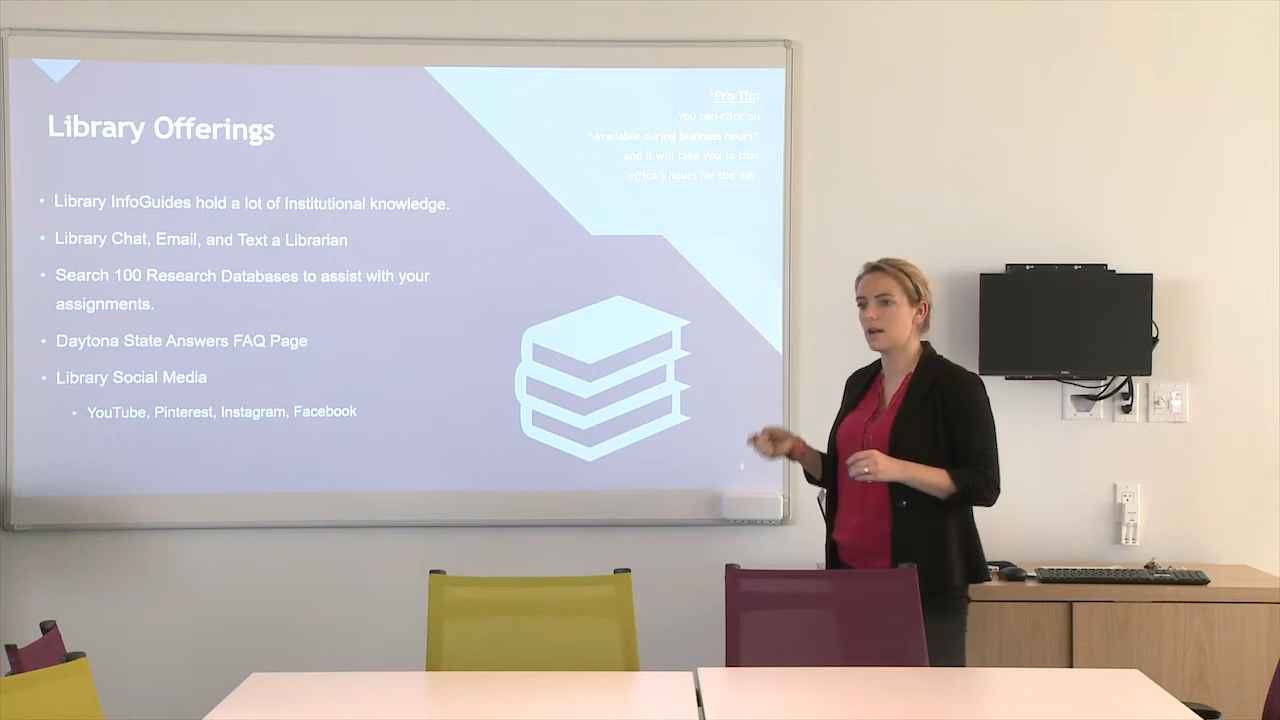 *Pro Tip:
You can click on
"Available during business hours"
and it will take you to that
office's hours for the day.
Library Offerings
Library InfoGuides hold a lot of Institutional knowledge.
Library Chat, Email, and Text a Librarian
Search 100 Research Databases to assist with your
assignments.
Daytona State Answers FAQ Page
Library Social Media
YouTube, Pinterest, Instagram, Facebook